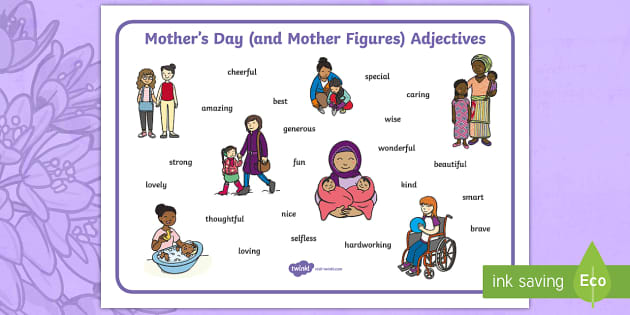 Mother's Day (and Mother Figures) Adjectives
cheerful
special
caring
amazing
best
wise
generous
wonderful
strong
fun
beautiful
lovely
kind
smart
thoughtful
nice
brave
selfless
hardworking
loving
twinkl
ink saving
Eco